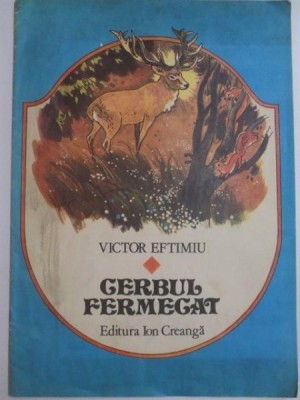 VICTOR EFTIMIU
CERBUL
FERMECAT
Editura Ion Creangă